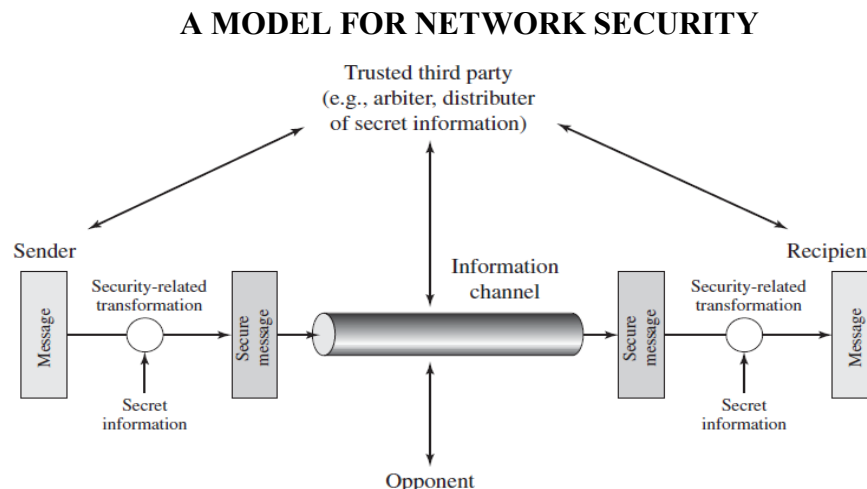 A MODEL FOR NETWORK SECURITY
Trusted third party
(e.g., arbiter, distributer
of secret information)
Sender
Recipient
Information
channel
Security-related
transformation
Security-related
transformation
Message
Secure
message
Secure
message
Message
Secret
information
Secret
information
Opponent